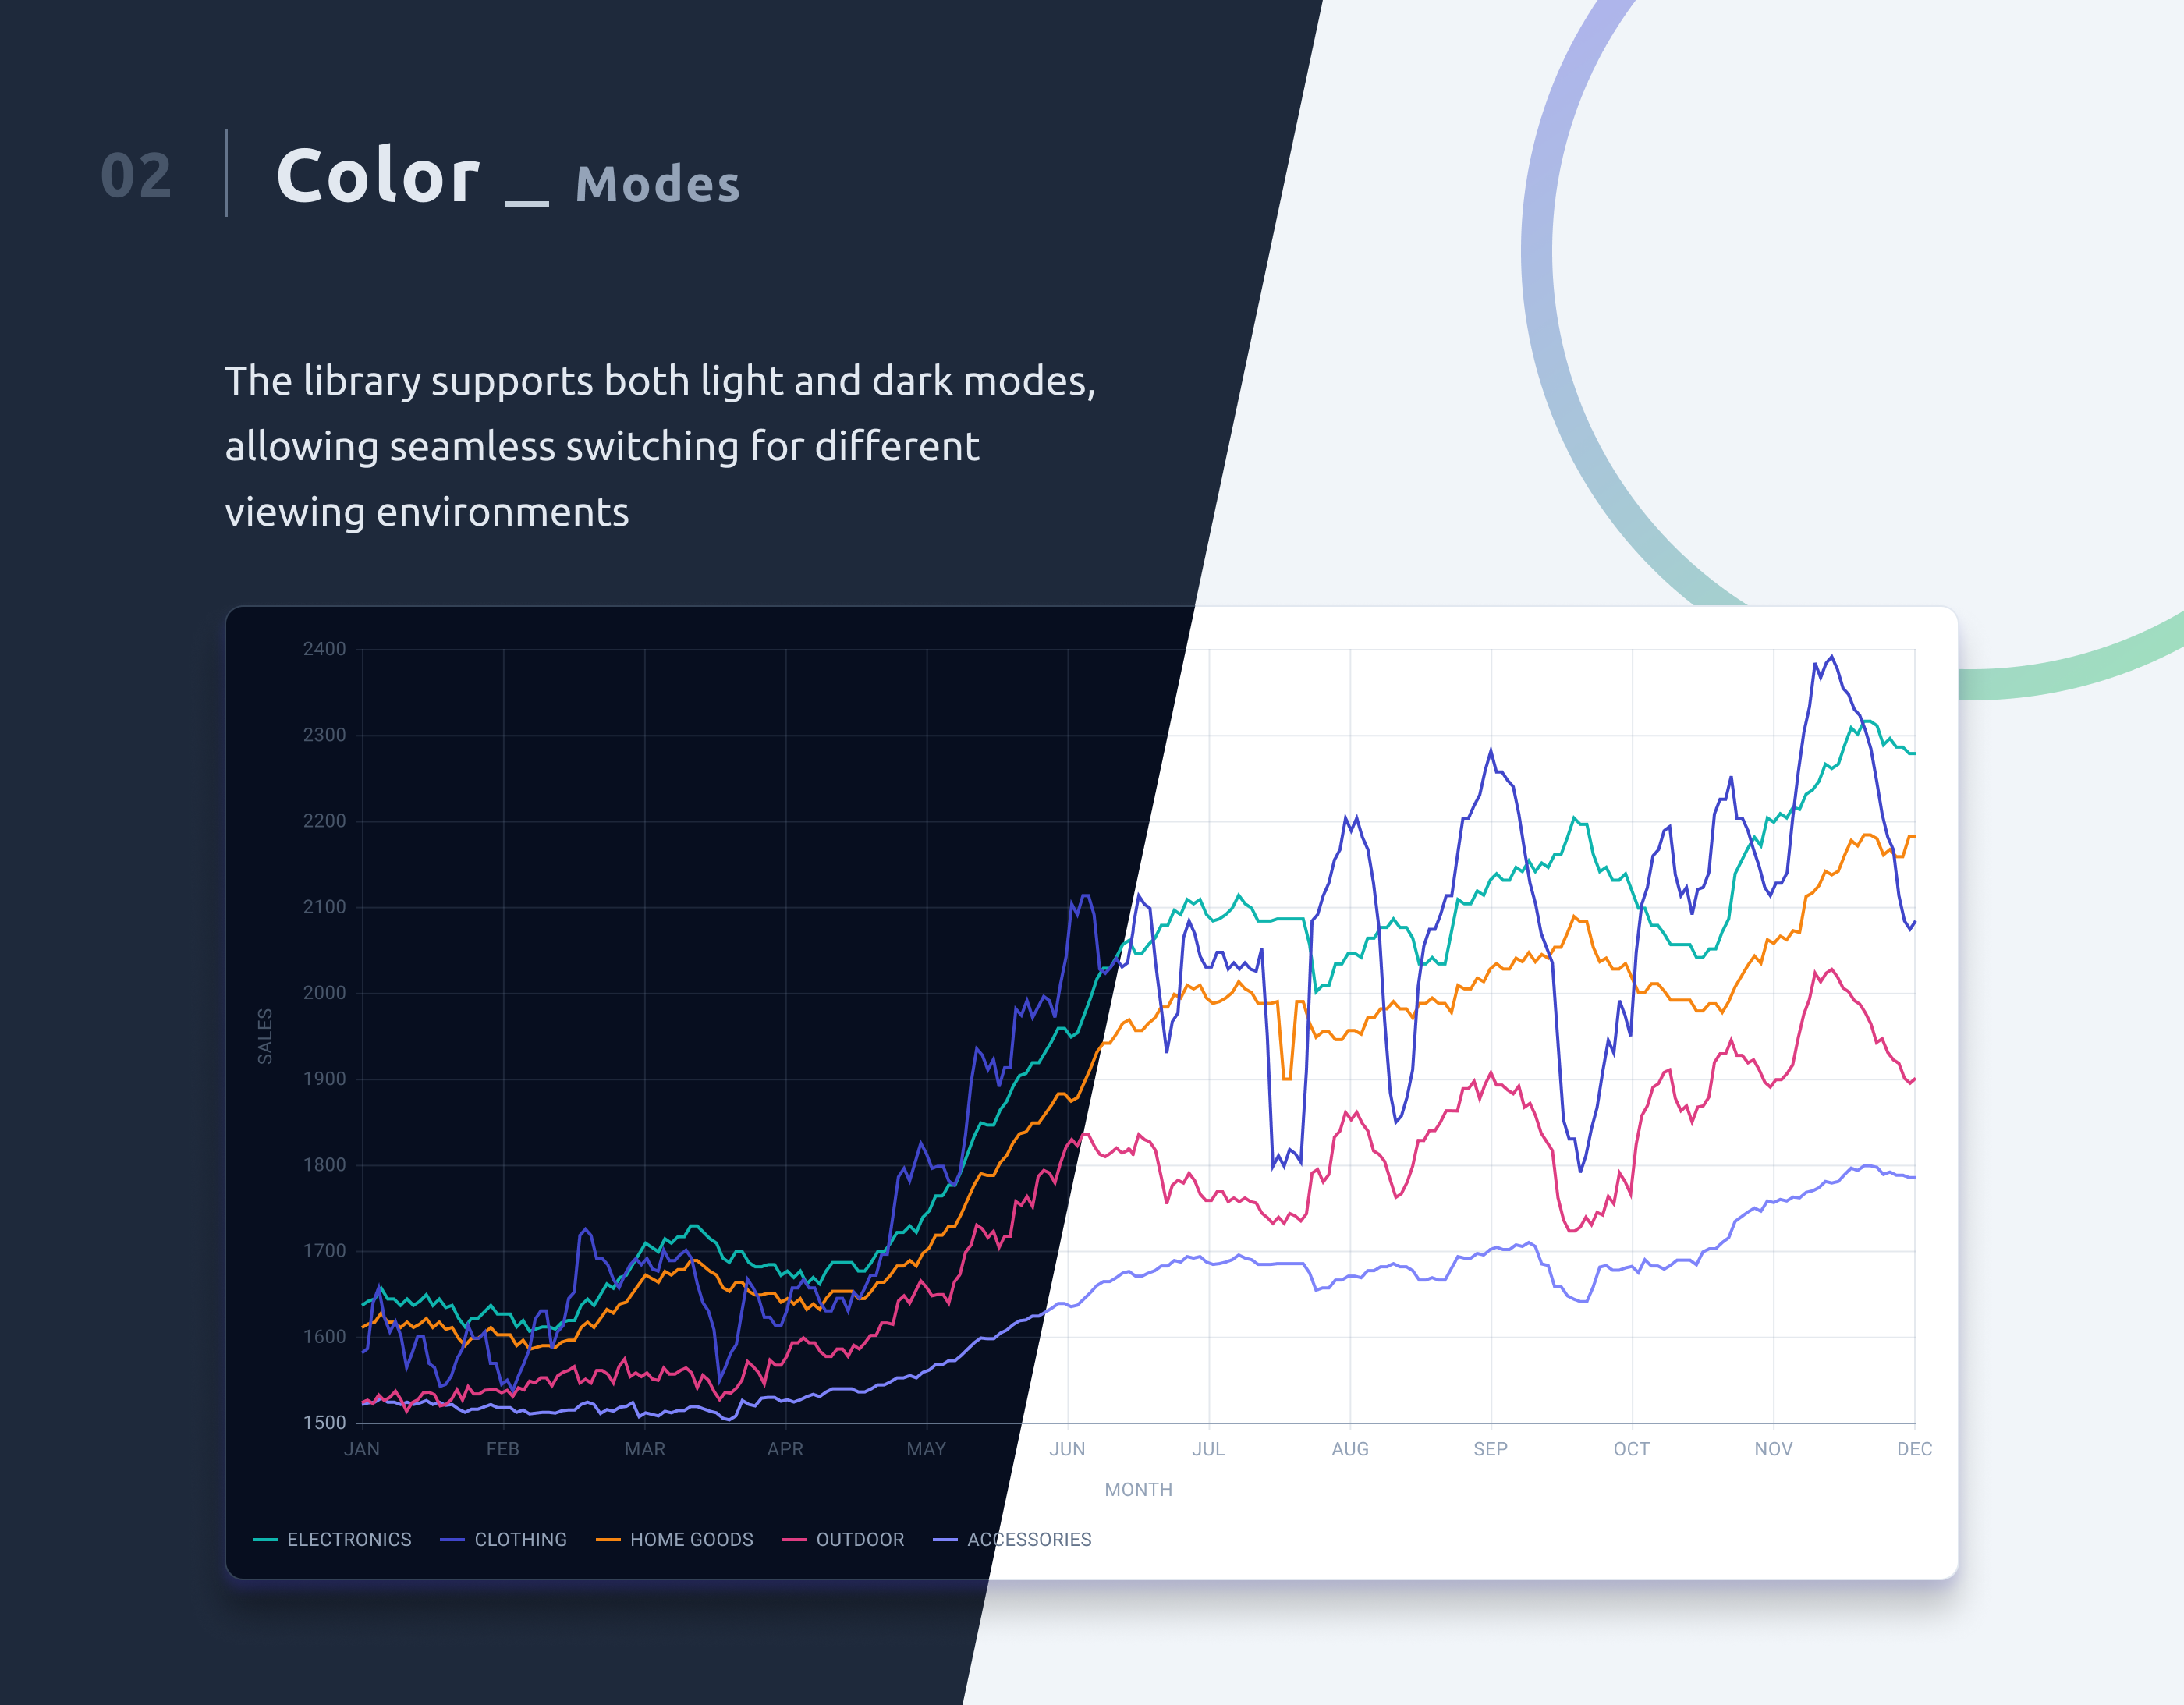 02
Color _ Modes
The library supports both light and dark modes,
allowing seamless switching for different
viewing environments
2400
2300
2200
2100
2000
1900
1800
1700
1600
1500
SALES
JAN FEB MAR APR MAY JUN JUL AUG SEP OCT NOV DEC
MONTH
ELECTRONICS CLOTHING HOME GOODS OUTDOOR ACCESSORIES